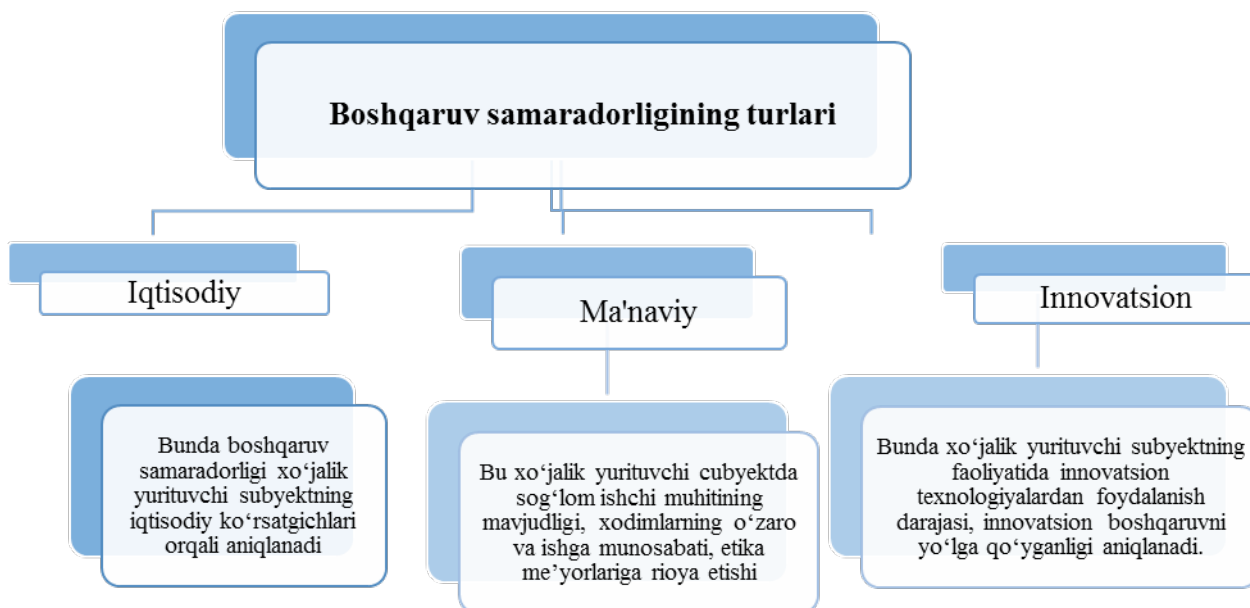 Boshqaruv samaradorligining turlari
Iqtisodiy
Ma'naviy
Innovatsion
Bunda boshqaruv
samaradorligi xo‘jalik
yurituvchi subyektning
iqtisodiy ko‘rsatgichlari
orqali aniqlanadi
Bu xo‘jalik yurituvchi cubyektda
sog‘lom ishchi muhitining
mavjudligi, xodimlarning o‘zaro
va ishga munosabati, etika
me’yorlariga rioya etishi
Bunda xo‘jalik yurituvchi subyektning
faoliyatida innovatsion
texnologiyalardan foydalanish
darajasi, innovatsion boshqaruvni
yo‘lga qo‘yganligi aniqlanadi.